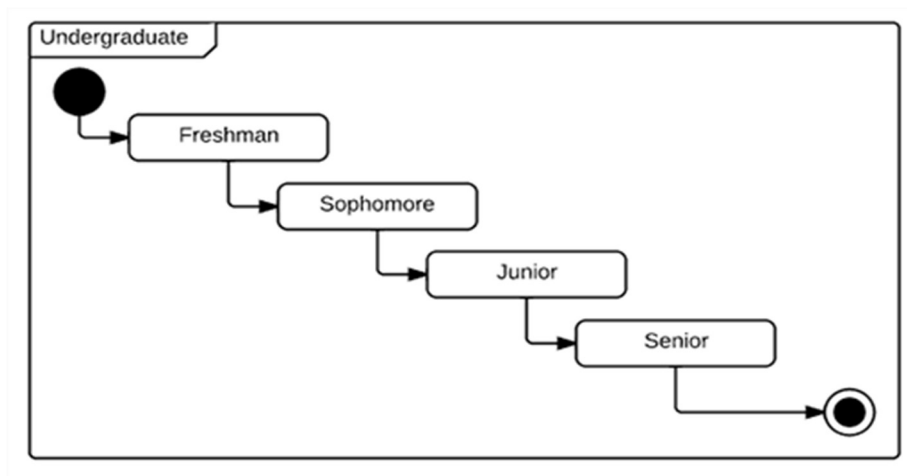 Undergraduate
Freshman
Sophomore
Junior
Senior